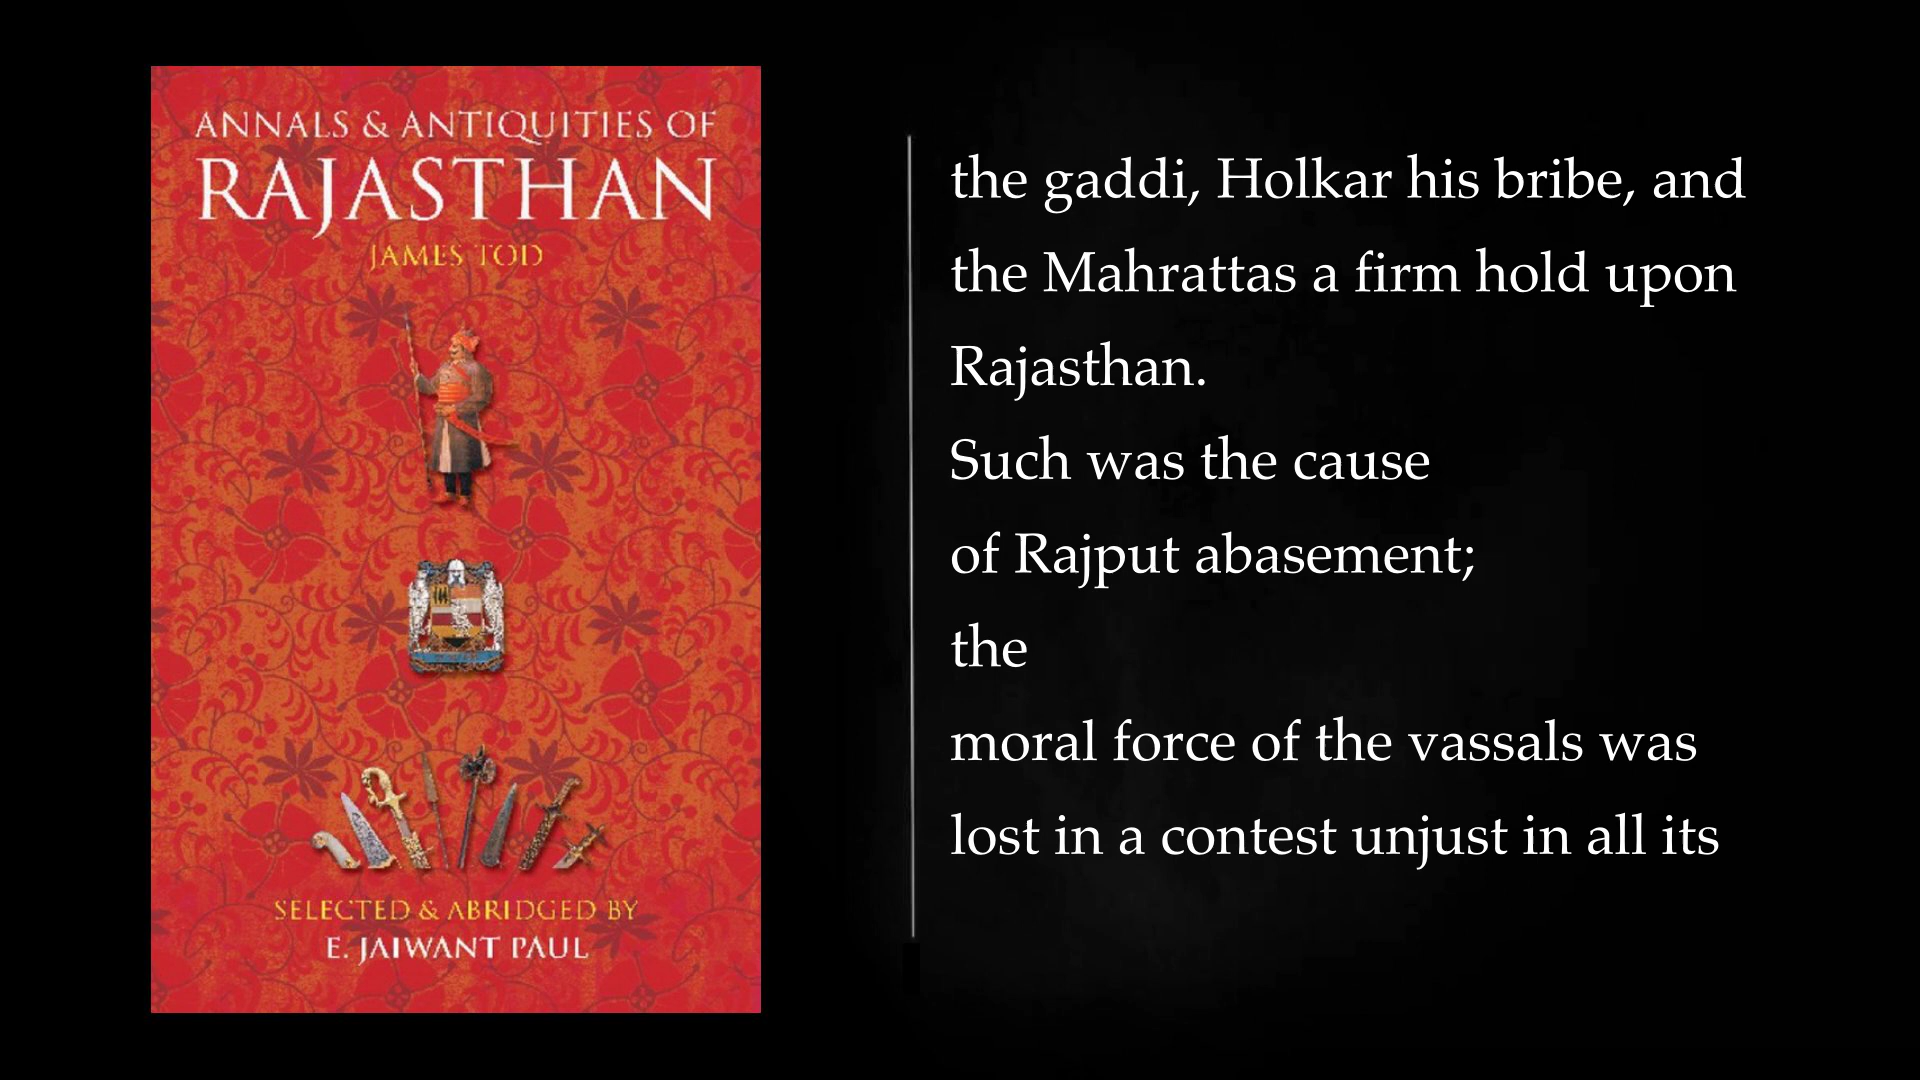 ANNALS & ANTIQUITIES OF
RAJASTHAN
JAMES TOD
SELECTED & ABRIDGED BY
E. JAIWANT PAUL
the gaddi, Holkar his bribe, and
the Mahrattas a firm hold upon
Rajasthan.
Such was the cause
of Rajput abasement;
the
moral force of the vassals was
lost in a contest unjust in all its